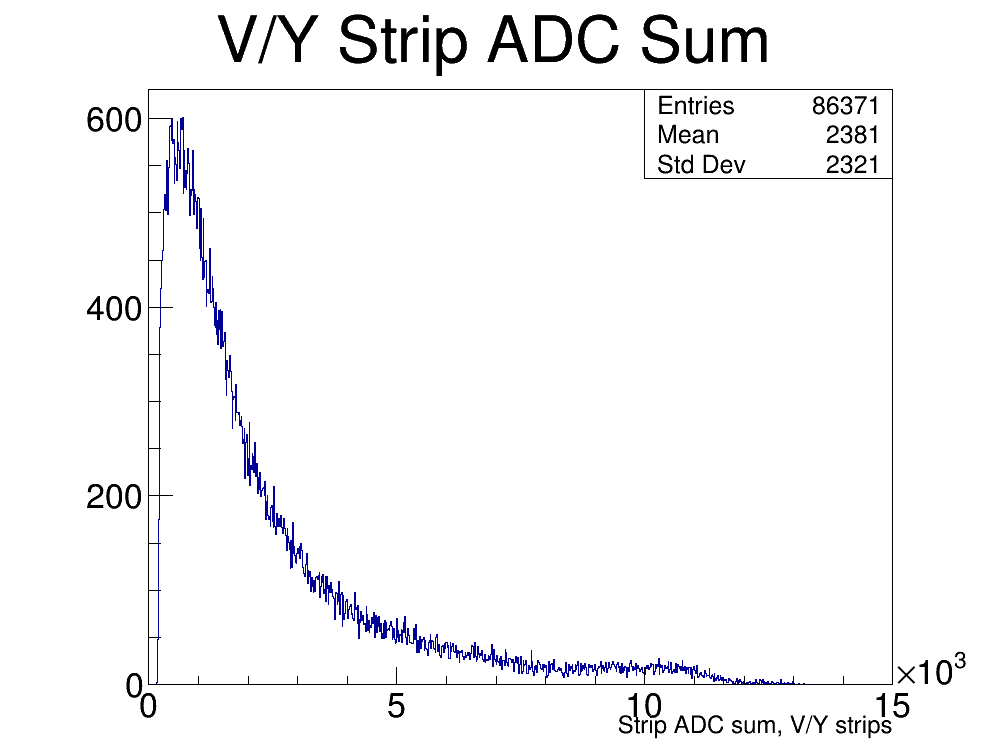 V/Y Strip ADC Sum
Entries 86371
Mean 2381
Std Dev 2321
600
400
200
0
0 5 10 15
×10³
Strip ADC sum, V/Y strips